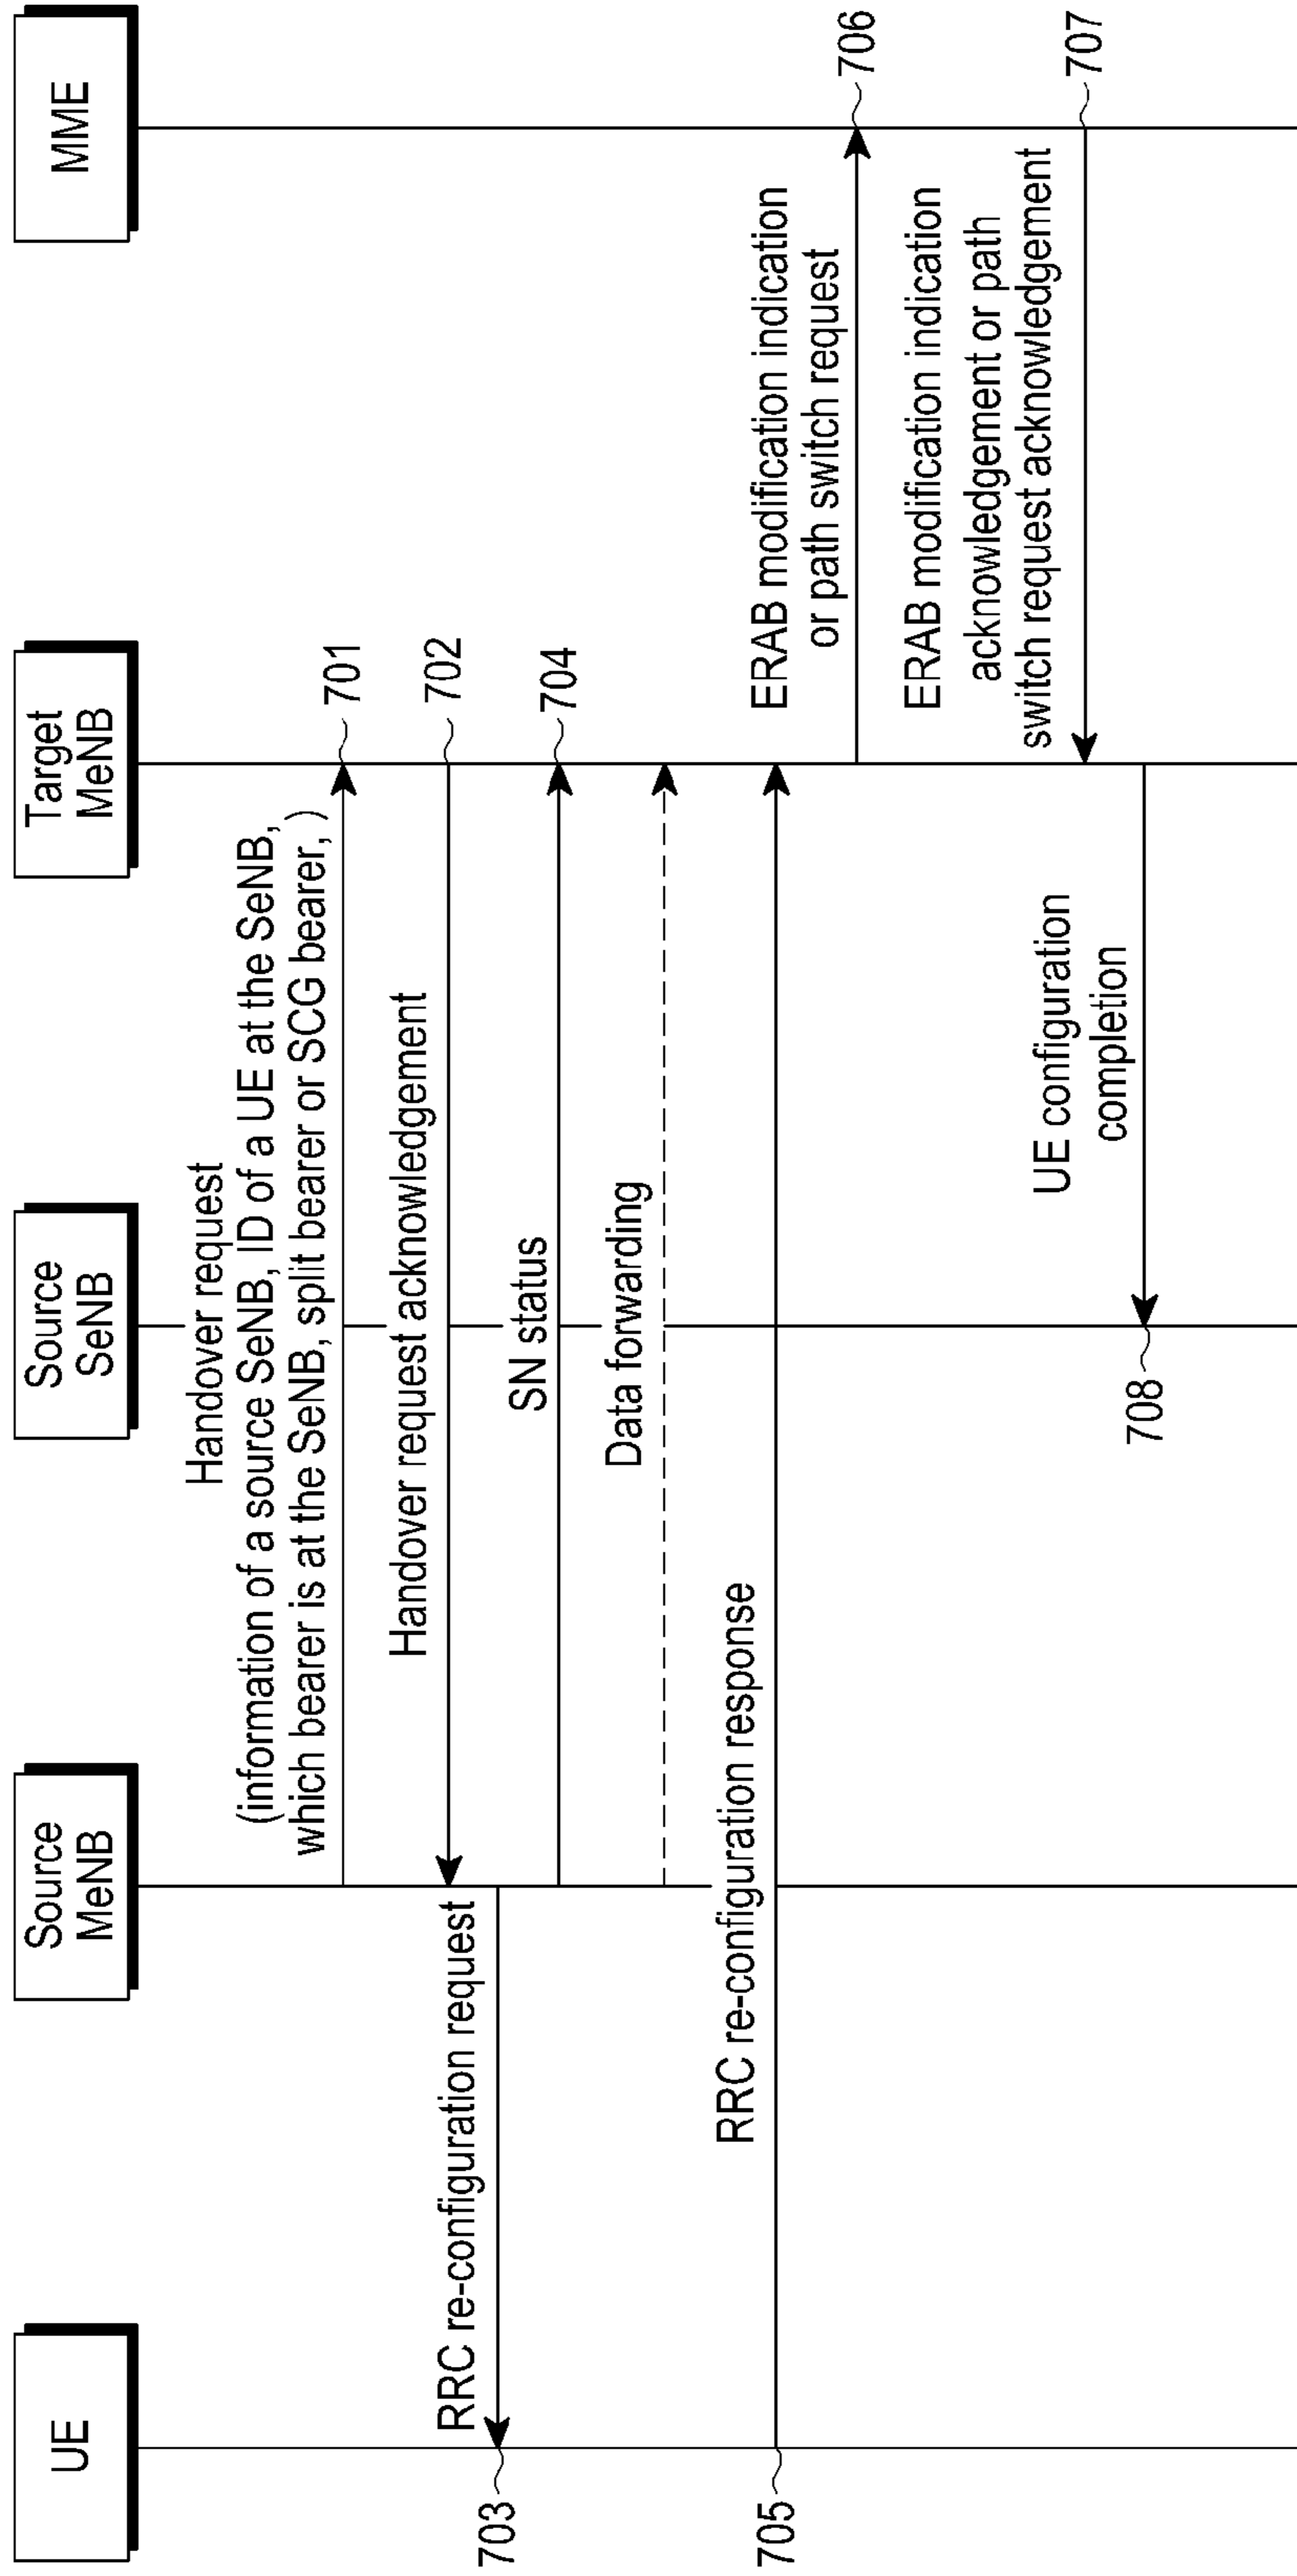 UE
Source
MeNB
Source
SeNB
Target
MeNB
MME
Handover request
(information of a source SeNB, ID of a UE at the SeNB,
which bearer is at the SeNB, split bearer or SCG bearer, )
701
Handover request acknowledgement
702
RRC re-configuration request
703
SN status
704
Data forwarding
RRC re-configuration response
705
ERAB modification indication
or path switch request
706
ERAB modification indication
acknowledgement or path
switch request acknowledgement
707
UE configuration
completion
708